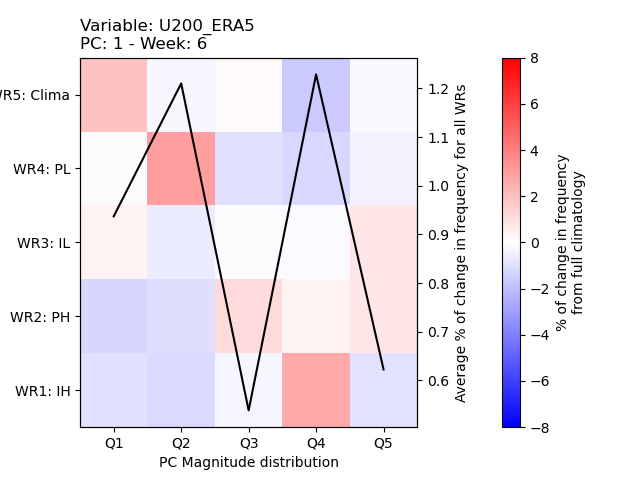 Variable: U200_ERA5
PC: 1 - Week: 6
WR5: Clima
WR4: PL
WR3: IL
WR2: PH
WR1: IH
Q1 Q2 Q3 Q4 Q5
PC Magnitude distribution
1.2
1.1
1.0
0.9
0.8
0.7
0.6
Average % of change in frequency for all WRs
8
6
4
2
0
−2
−4
−6
−8
% of change in frequency
from full climatology